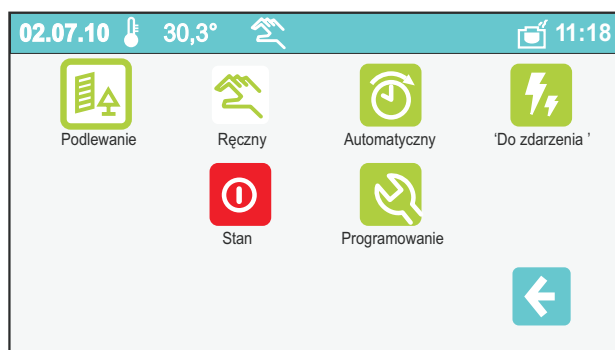 02.07.10 30,3° 11:18
Podlewanie Ręczny Automatyczny 'Do zdarzenia '
Stan Programowanie